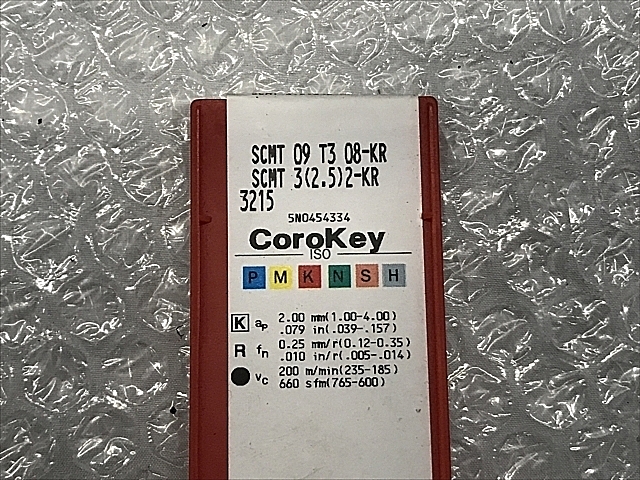 SCMT 09 T3 08-KR
SCMT 3(2.5)2-KR
3215
5N0454334
CoroKey
ISO
P M K N S H
K ap 2.00 mm(1.00-4.00)
.079 in(.039-.157)
R fn 0.25 mm/r(0.12-0.35)
.010 in/r(.005-.014)
vc 200 m/min(235-185)
660 sfm(765-600)